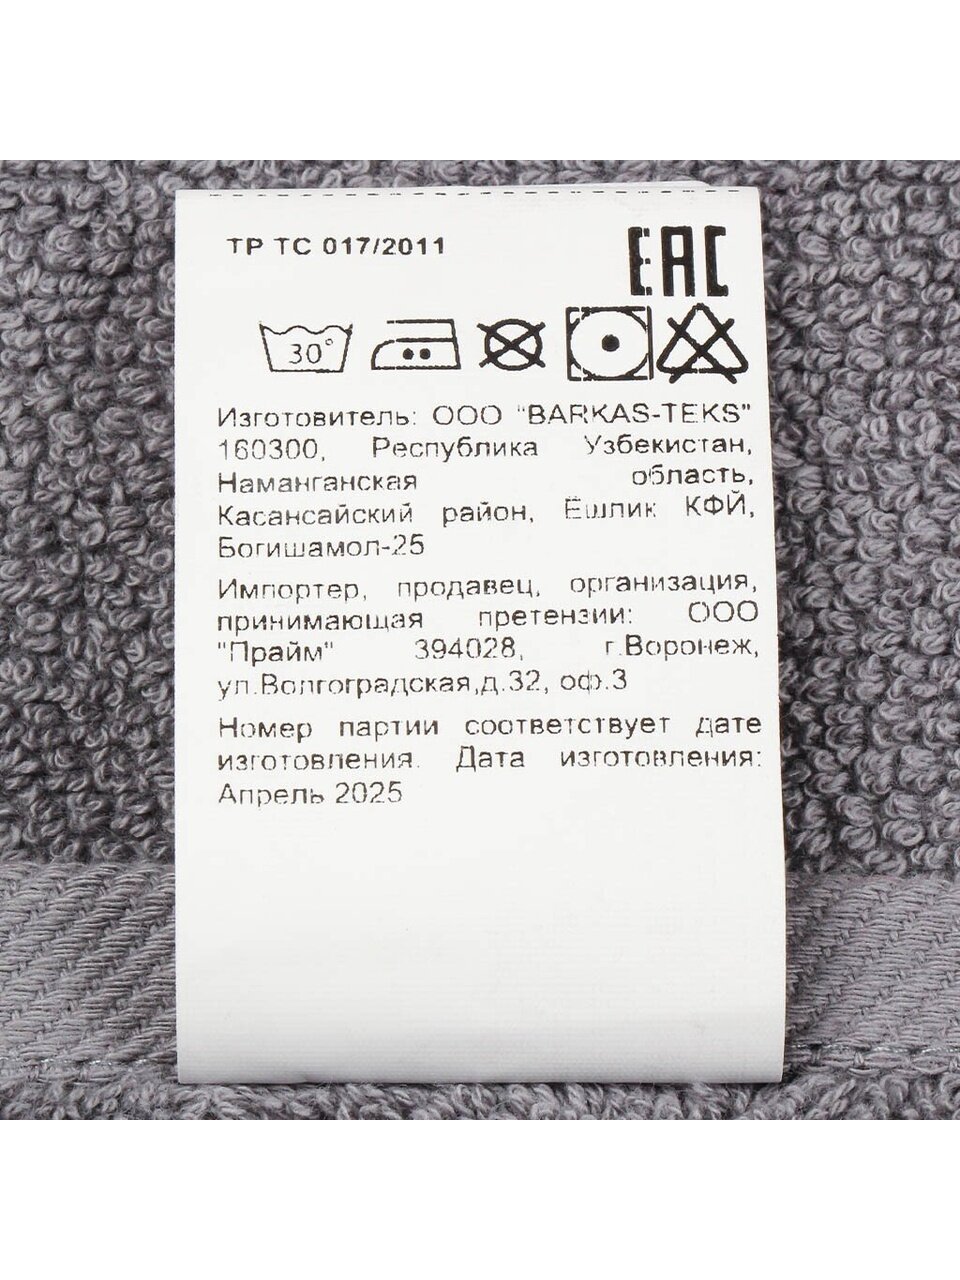 ТР ТС 017/2011
EAC
30°
Изготовитель: ООО "BARKAS-TEKS"
160300, Республика Узбекистан,
Наманганская область,
Касансайский район, Ешлик КФЙ,
Богишамол-25
Импортер, продавец, организация,
принимающая претензии: ООО
"Прайм" 394028, г.Воронеж,
ул.Волгоградская,д.32, оф.3
Номер партии соответствует дате
изготовления. Дата изготовления:
Апрель 2025